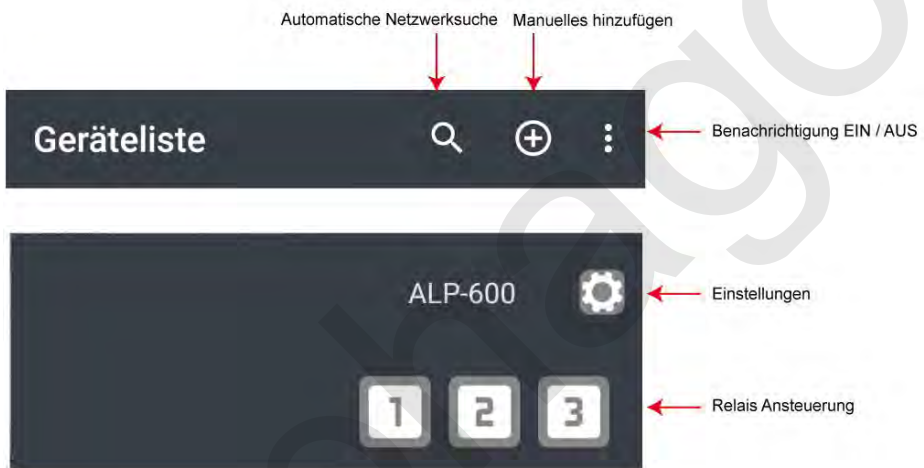 Automatische Netzwerksuche
Manuelles hinzufügen
Geräteliste
Benachrichtigung EIN / AUS
ALP-600
Einstellungen
1 2 3
Relais Ansteuerung